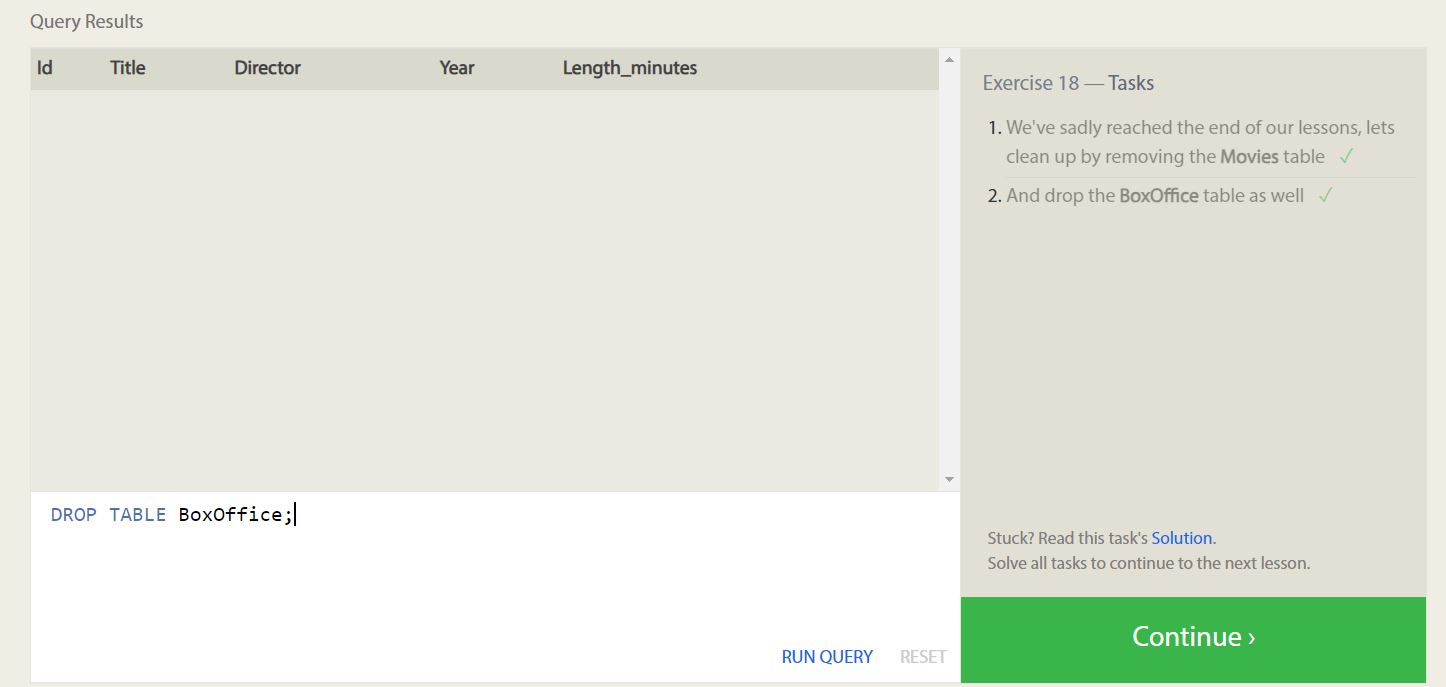 Query Results
Id Title Director Year Length_minutes
Exercise 18 — Tasks
1. We've sadly reached the end of our lessons, lets
clean up by removing the Movies table ✓
2. And drop the BoxOffice table as well ✓
DROP TABLE BoxOffice;
RUN QUERY RESET
Stuck? Read this task's Solution.
Solve all tasks to continue to the next lesson.
Continue ›